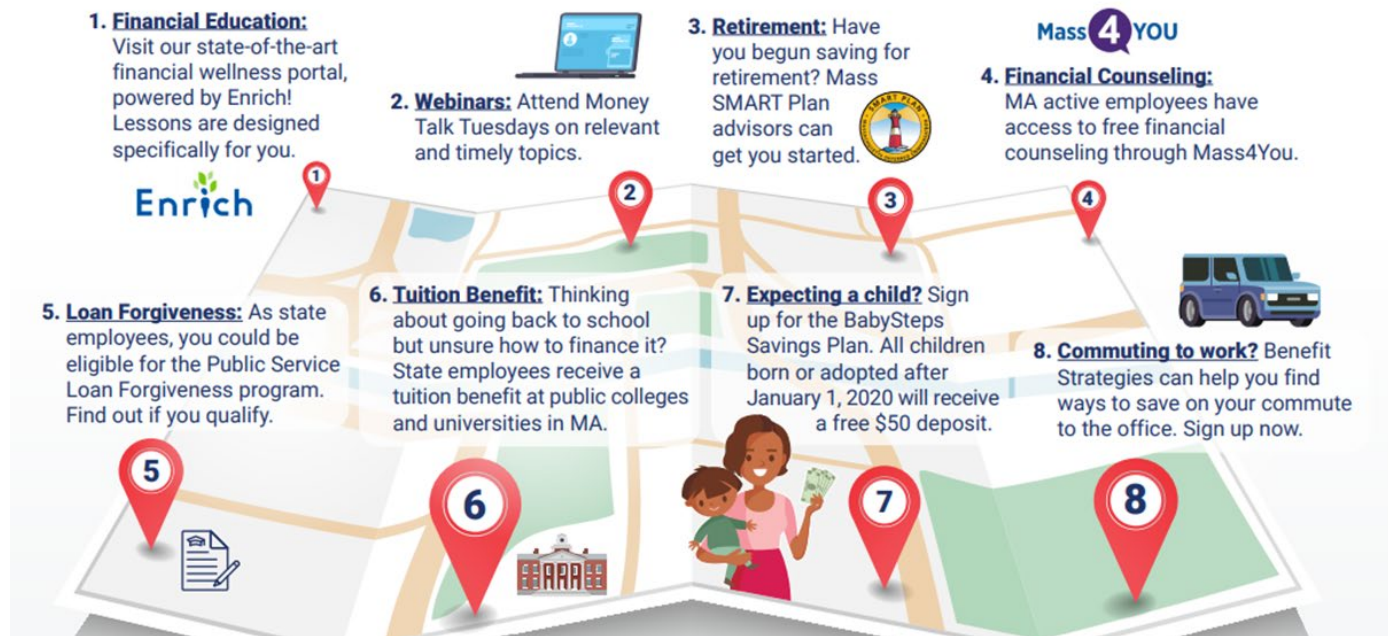 1. Financial Education:
Visit our state-of-the-art
financial wellness portal,
powered by Enrich!
Lessons are designed
specifically for you.
Enrich
2. Webinars: Attend Money
Talk Tuesdays on relevant
and timely topics.
3. Retirement: Have
you begun saving for
retirement? Mass
SMART Plan
advisors can
get you started.
SMART PLAN
Mass 4 YOU
4. Financial Counseling:
MA active employees have
access to free financial
counseling through Mass4You.
1
2
3
4
5. Loan Forgiveness: As state
employees, you could be
eligible for the Public Service
Loan Forgiveness program.
Find out if you qualify.
6. Tuition Benefit: Thinking
about going back to school
but unsure how to finance it?
State employees receive a
tuition benefit at public colleges
and universities in MA.
7. Expecting a child? Sign
up for the BabySteps
Savings Plan. All children
born or adopted after
January 1, 2020 will receive
a free $50 deposit.
8. Commuting to work? Benefit
Strategies can help you find
ways to save on your commute
to the office. Sign up now.
5
6
7
8